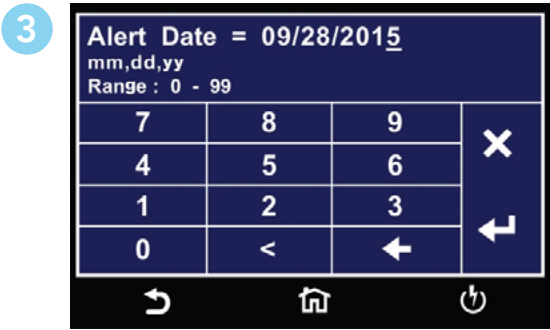 3
Alert Date = 09/28/2015
mm,dd,yy
Range : 0 - 99
7 8 9
4 5 6
1 2 3
0 <